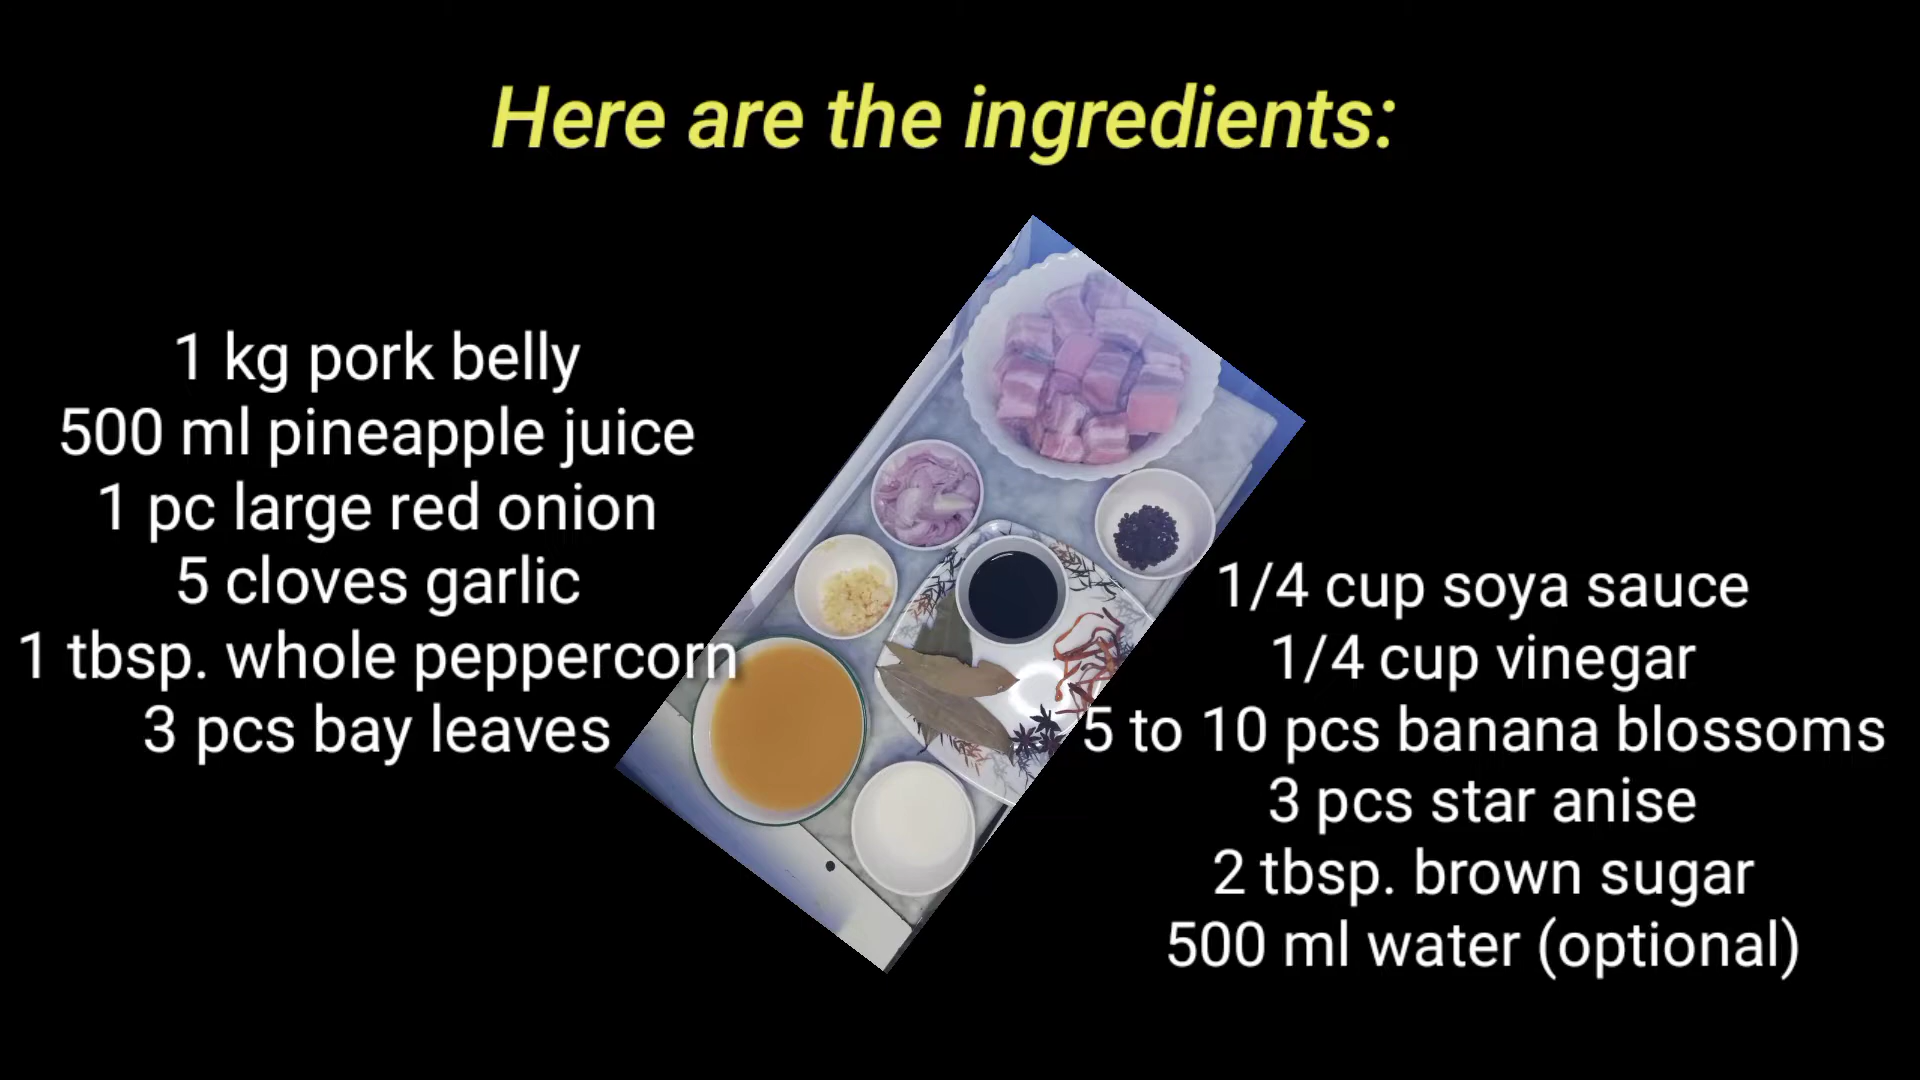 Here are the ingredients:
1 kg pork belly
500 ml pineapple juice
1 pc large red onion
5 cloves garlic
1 tbsp. whole peppercorn
3 pcs bay leaves
1/4 cup soya sauce
1/4 cup vinegar
5 to 10 pcs banana blossoms
3 pcs star anise
2 tbsp. brown sugar
500 ml water (optional)